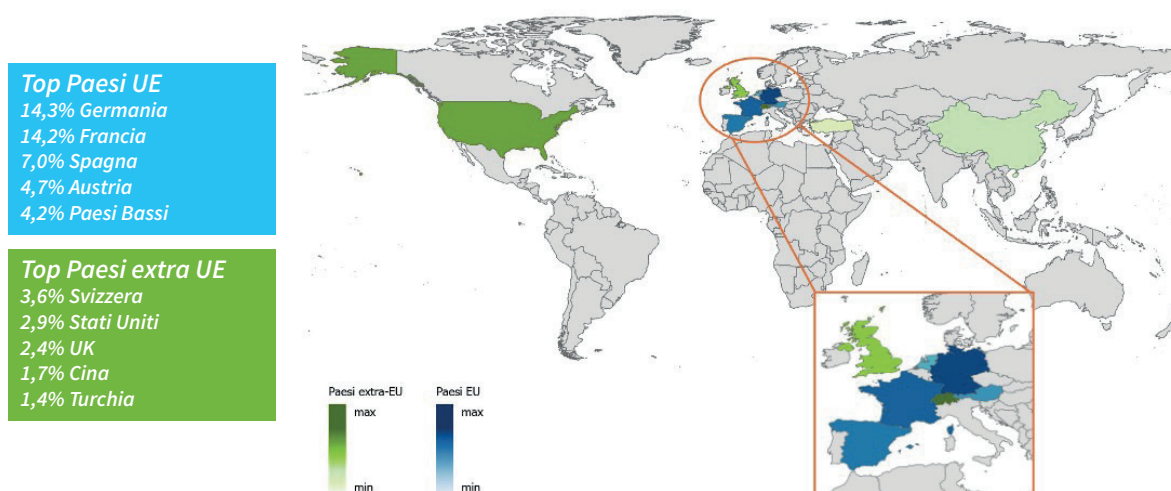 Top Paesi UE
14,3% Germania
14,2% Francia
7,0% Spagna
4,7% Austria
4,2% Paesi Bassi
Top Paesi extra UE
3,6% Svizzera
2,9% Stati Uniti
2,4% UK
1,7% Cina
1,4% Turchia
Paesi extra-EU
max
min
Paesi EU
max
min